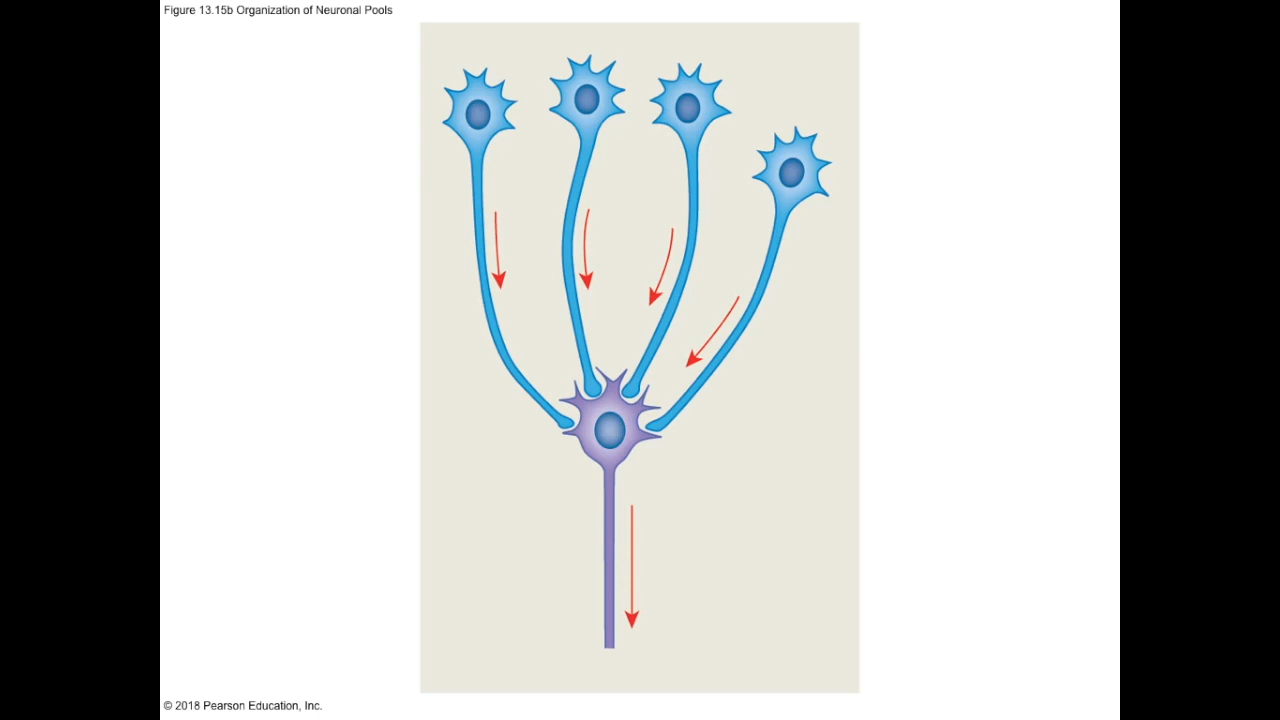 Figure 13.15b Organization of Neuronal Pools
© 2018 Pearson Education, Inc.